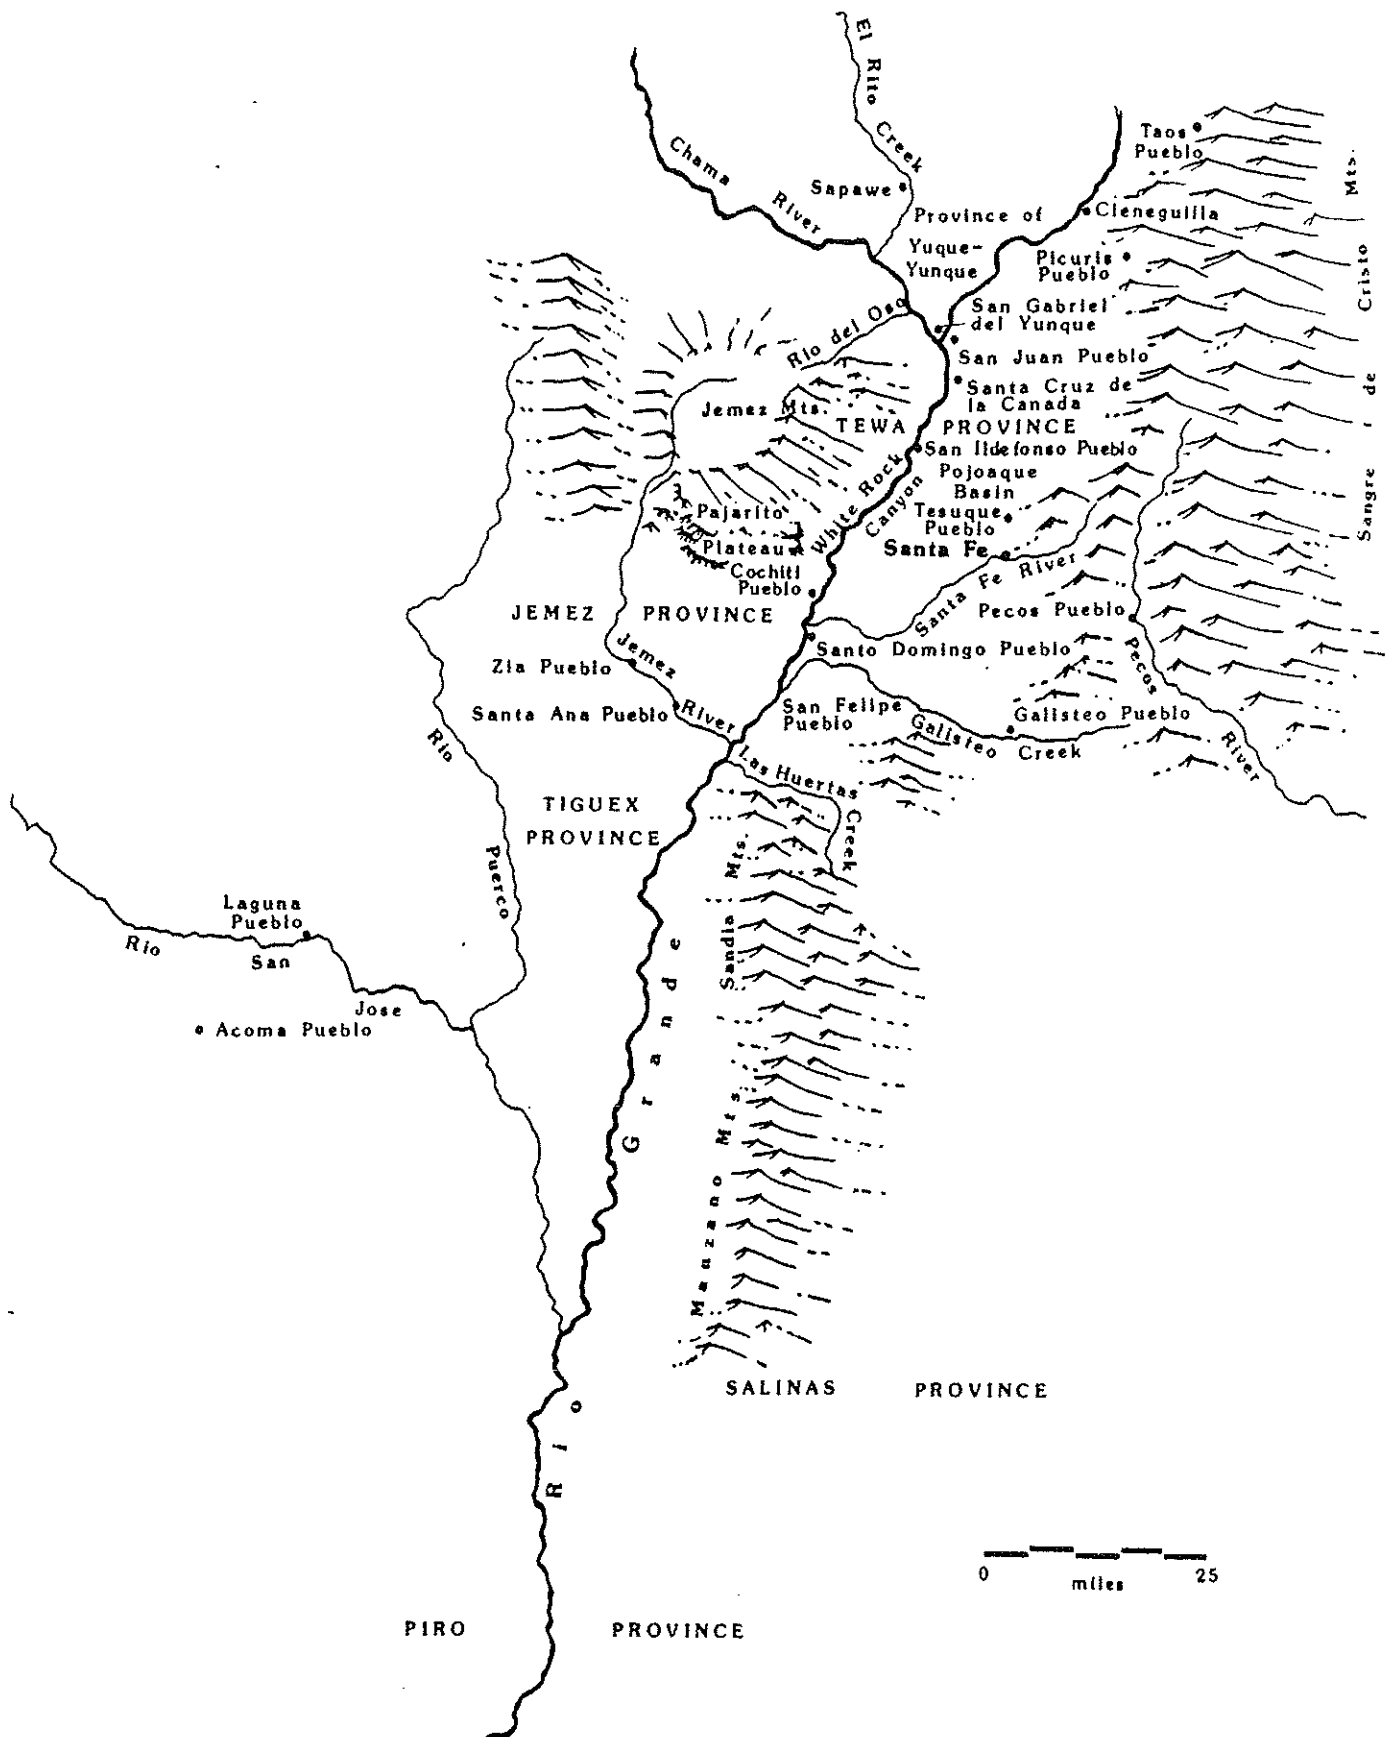 El Rito Creek
Chama River
Taos
Pueblo
Sapawe
Province of
Yuque-
Yunque
Cieneguilla
Picuris
Pueblo
Sangre de Cristo Mts.
San Gabriel
del Yunque
Rio del Oso
San Juan Pueblo
Santa Cruz de
la Canada
Jemez Mts.
TEWA PROVINCE
San Ildefonso Pueblo
White Rock
Canyon
Pojoaque
Basin
Tesuque
Pueblo
Pajarito
Plateau
Santa Fe
Cochiti
Pueblo
Santa Fe River
Pecos Pueblo
JEMEZ PROVINCE
Santo Domingo Pueblo
Pecos River
Zia Pueblo
Jemez River
Santa Ana Pueblo
San Felipe
Pueblo
Galisteo Pueblo
Galisteo Creek
Las Huertas Creek
Rio Puerco
TIGUEX
PROVINCE
Sandia Mts.
Laguna
Pueblo
Rio San Jose
Acoma Pueblo
Rio Grande
Manzano Mts.
SALINAS PROVINCE
0 miles 25
PIRO PROVINCE